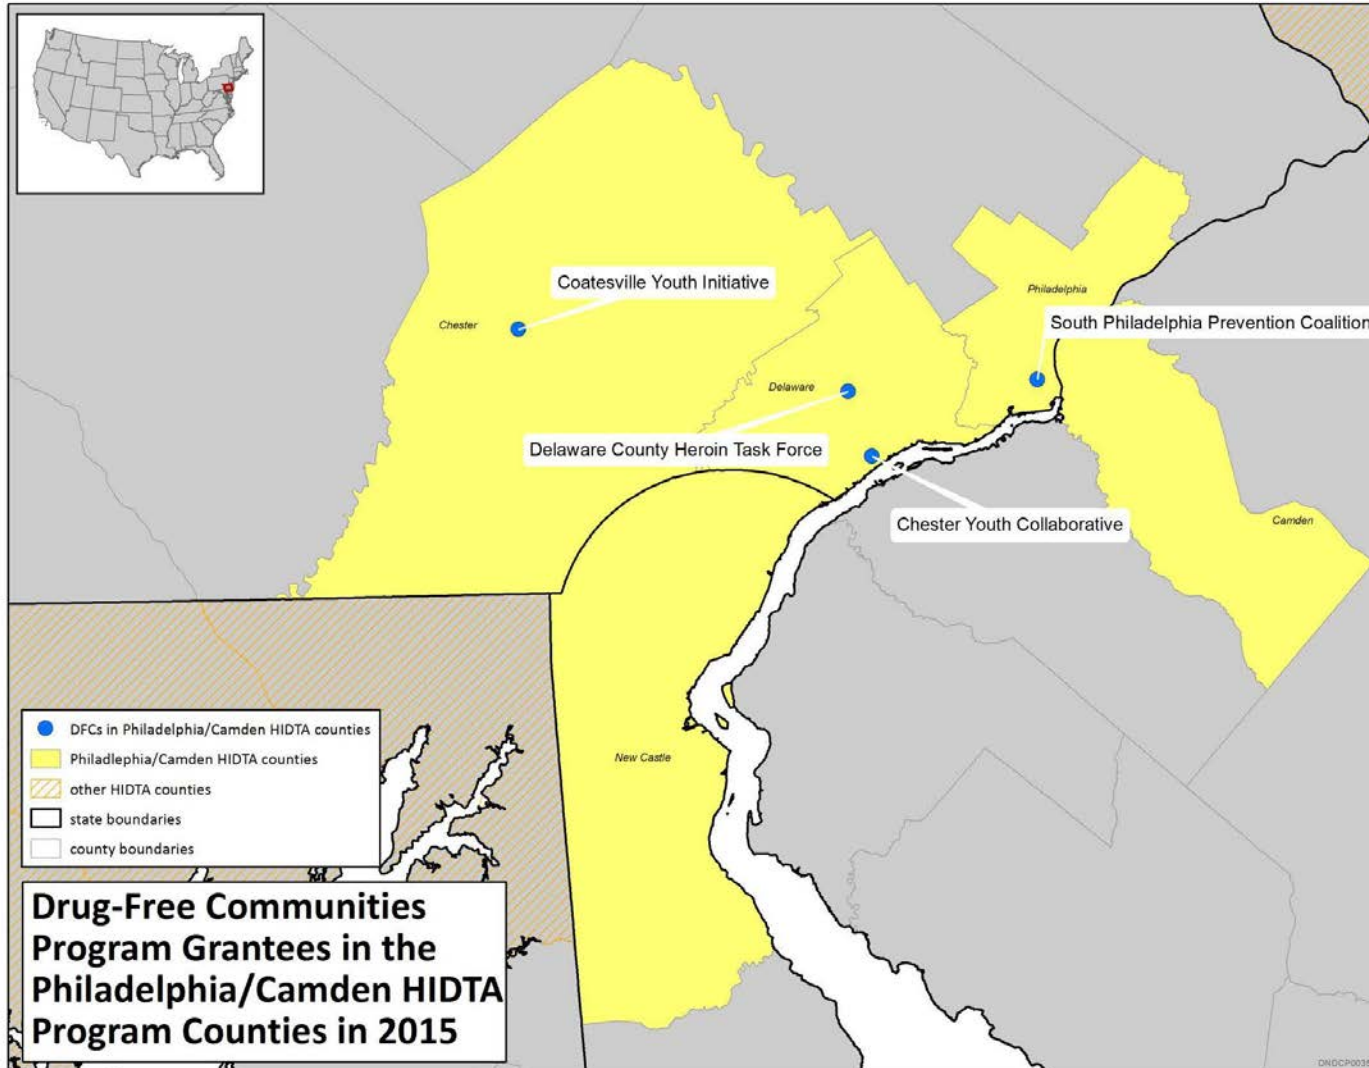 Coatesville Youth Initiative
Chester
Philadelphia
South Philadelphia Prevention Coalition
Delaware
Delaware County Heroin Task Force
Chester Youth Collaborative
Camden
New Castle
DFCs in Philadelphia/Camden HIDTA counties
Philadlephia/Camden HIDTA counties
other HIDTA counties
state boundaries
county boundaries
Drug-Free Communities
Program Grantees in the
Philadelphia/Camden HIDTA
Program Counties in 2015